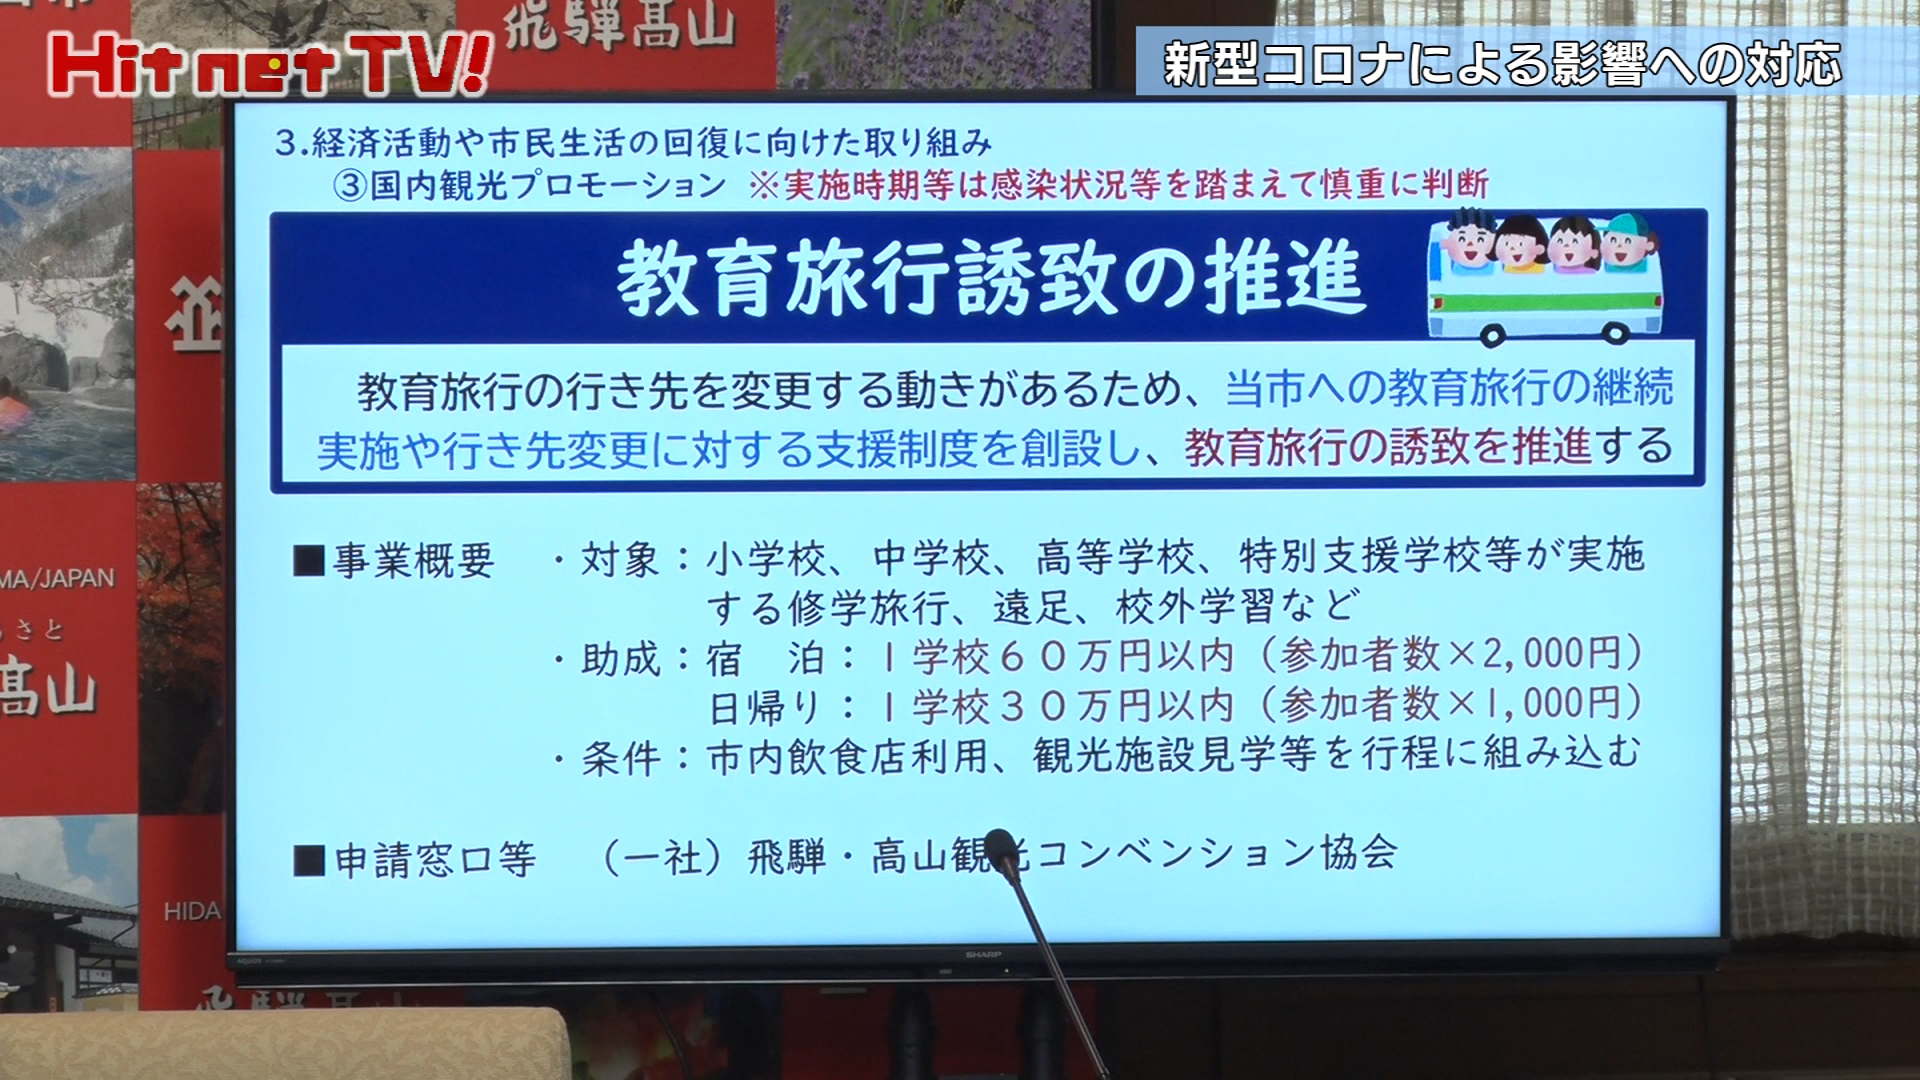 飛騨高山
Hit net TV!
新型コロナによる影響への対応
3.経済活動や市民生活の回復に向けた取り組み
③国内観光プロモーション ※実施時期等は感染状況等を踏まえて慎重に判断
教育旅行誘致の推進
教育旅行の行き先を変更する動きがあるため、当市への教育旅行の継続
実施や行き先変更に対する支援制度を創設し、教育旅行の誘致を推進する
■事業概要 ・対象：小学校、中学校、高等学校、特別支援学校等が実施
する修学旅行、遠足、校外学習など
・助成：宿 泊：1学校60万円以内（参加者数×2,000円）
日帰り：1学校30万円以内（参加者数×1,000円）
・条件：市内飲食店利用、観光施設見学等を行程に組み込む
■申請窓口等 （一社）飛騨・高山観光コンベンション協会
MA/JAPAN
さと
高山
HIDA
AQUOS
SHARP